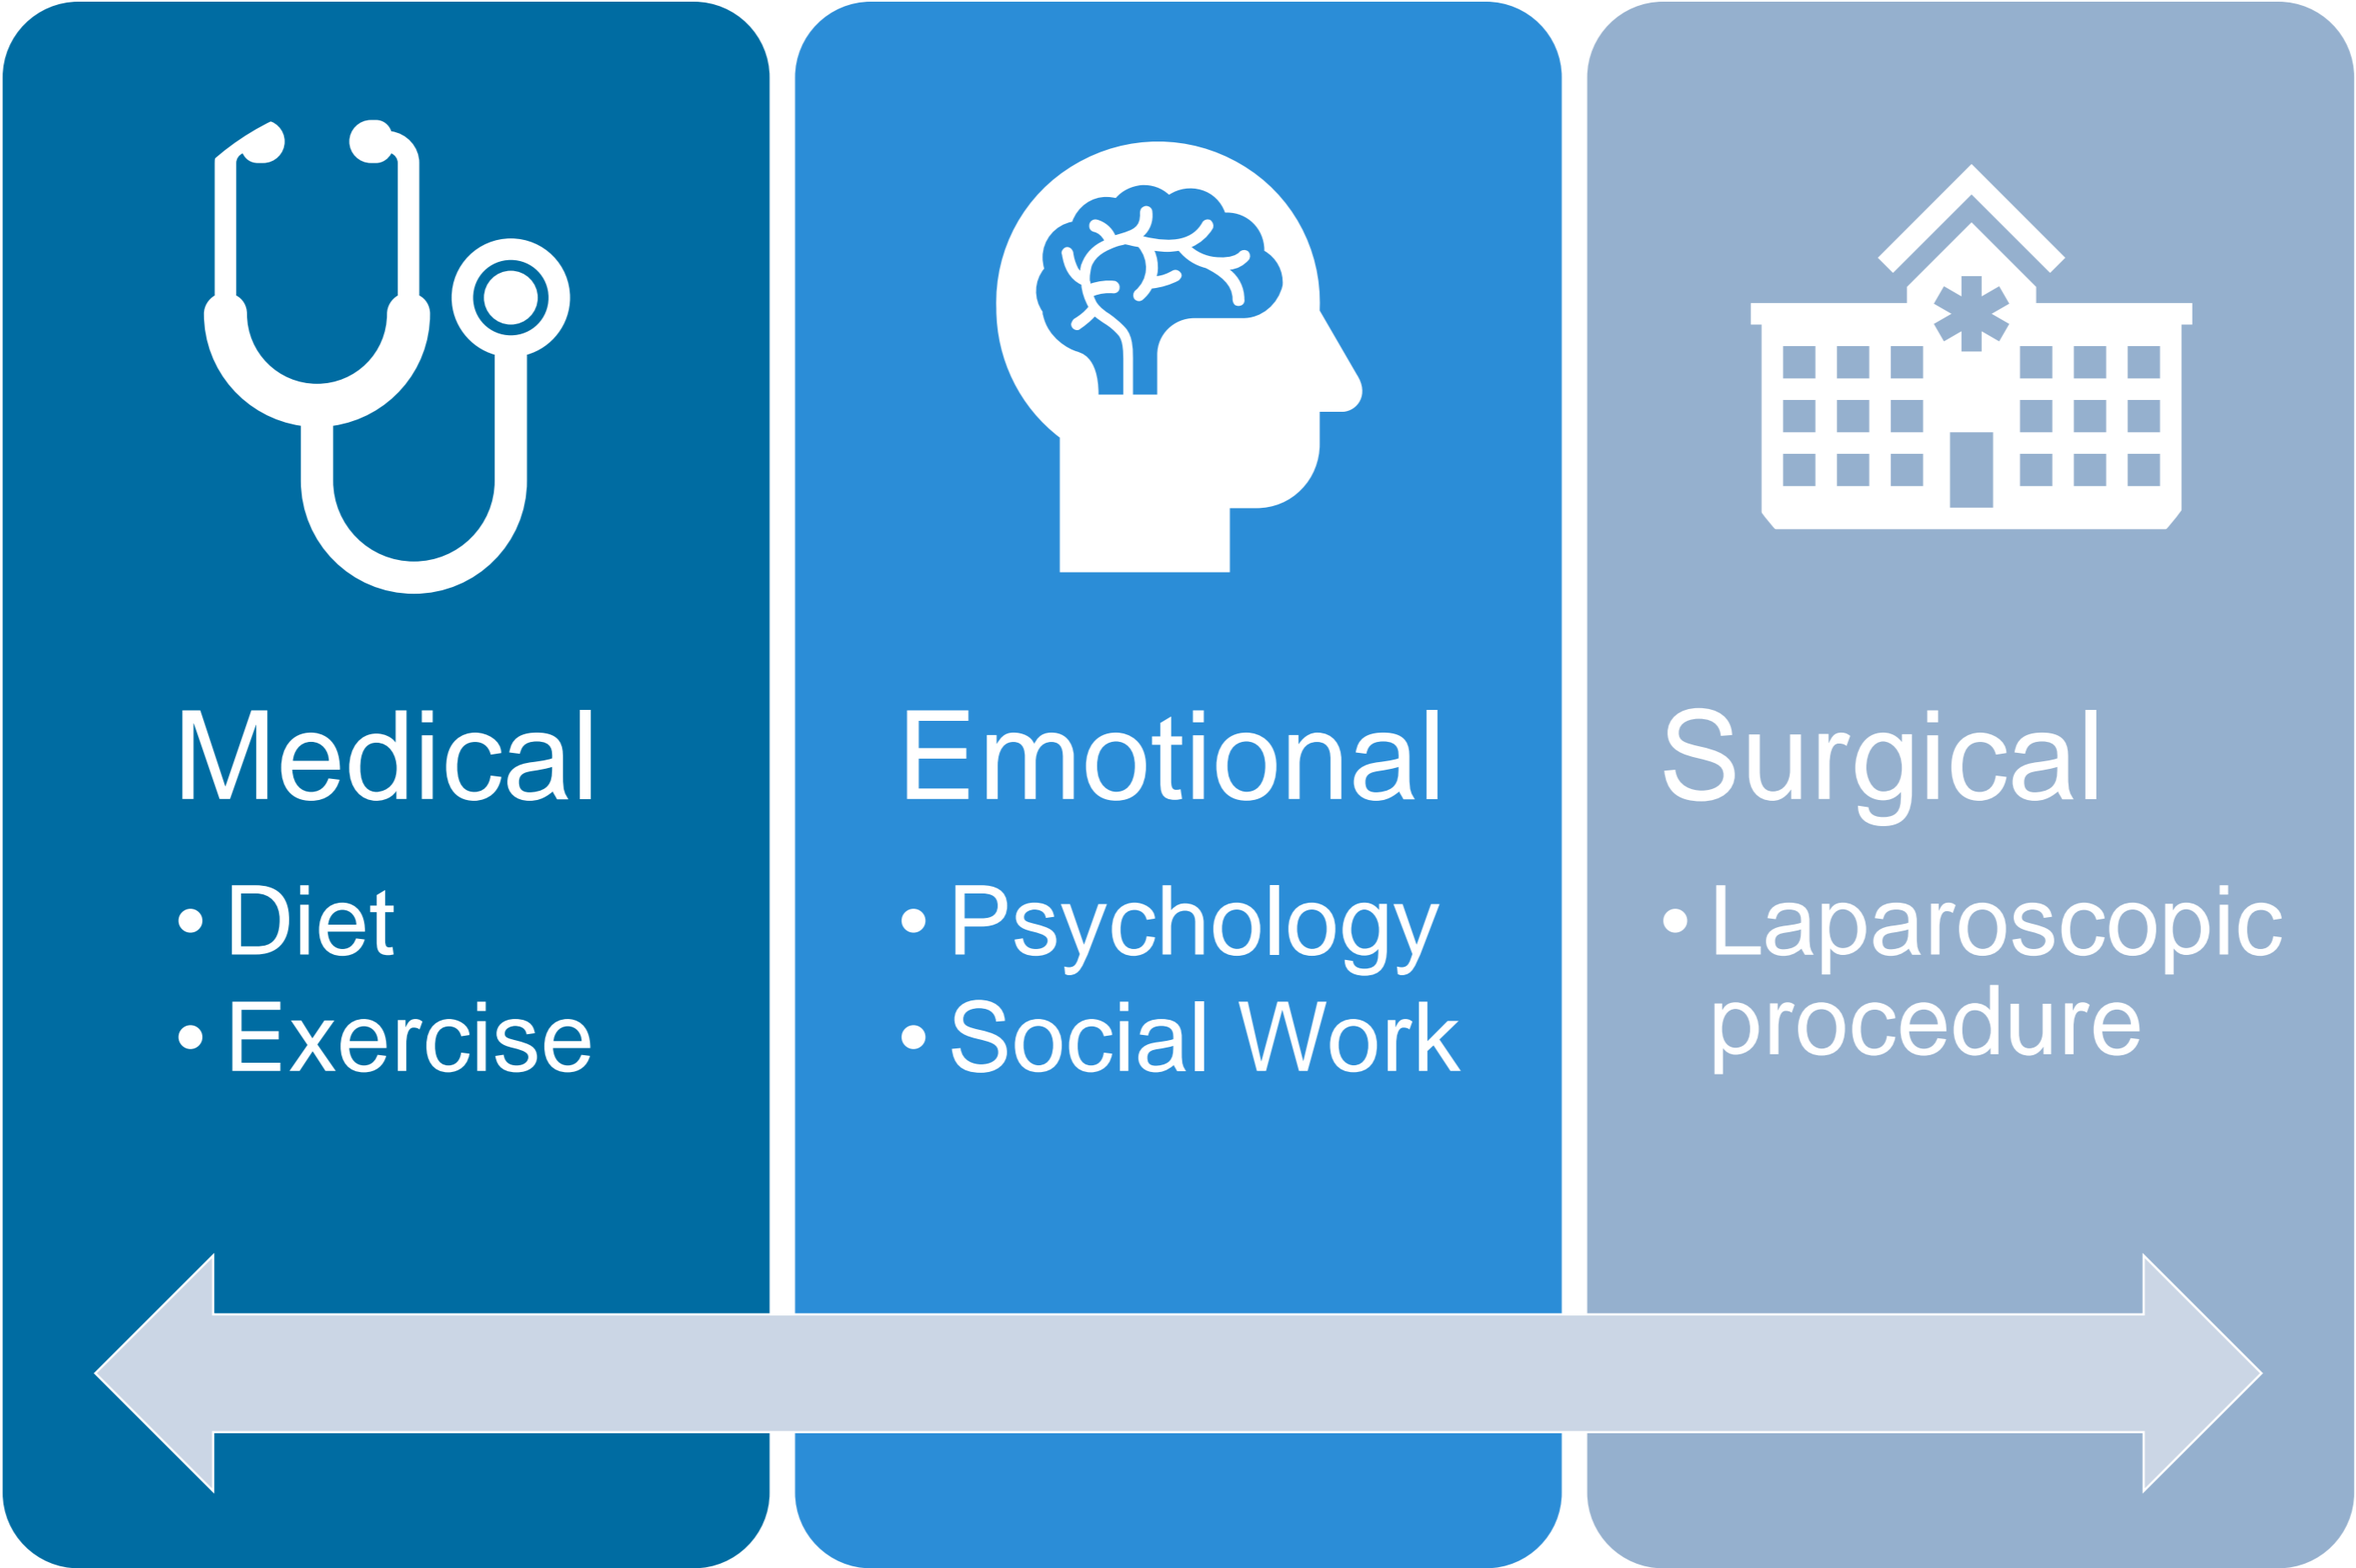 Medical
• Diet
• Exercise
Emotional
• Psychology
• Social Work
Surgical
• Laparoscopic
procedure